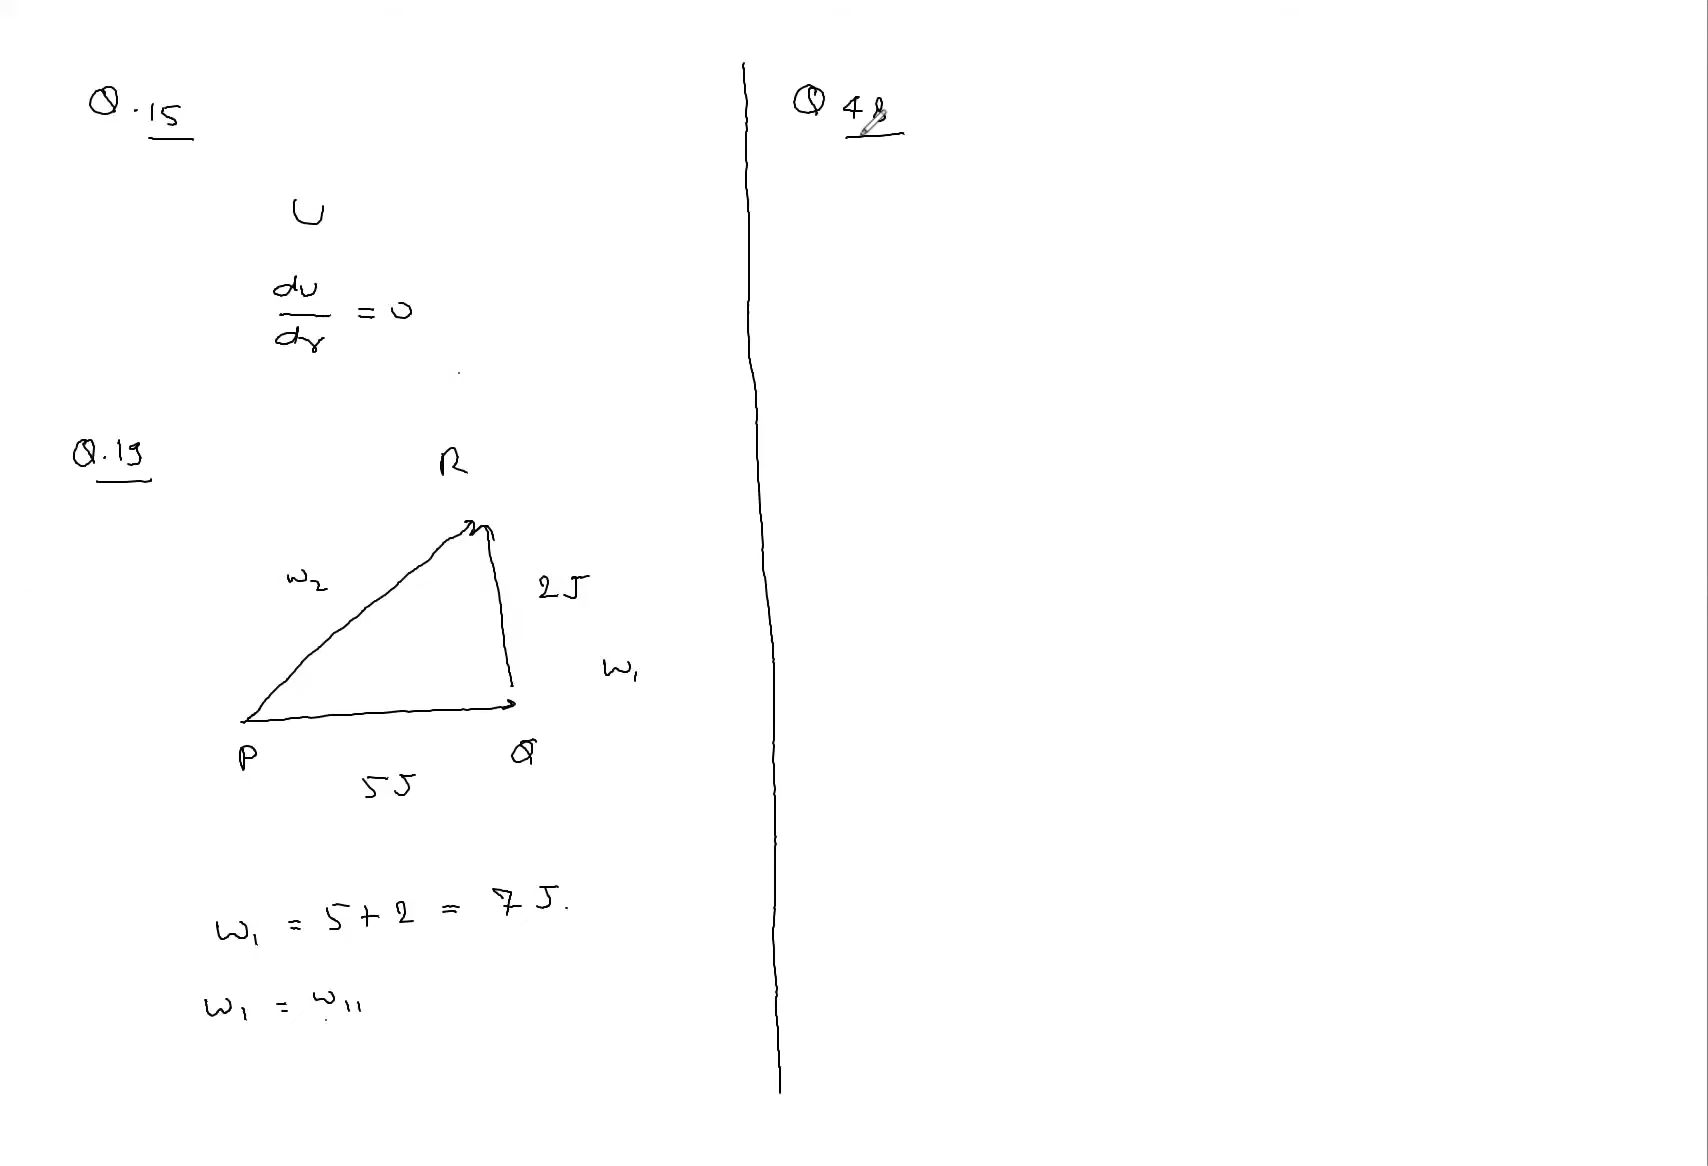 Q.15
U
dU
dr
= 0
Q.19
R
W2
2J
W1
P
Q
5J
W1 = 5+2 = 7 J.
W1 = W11
Q 48